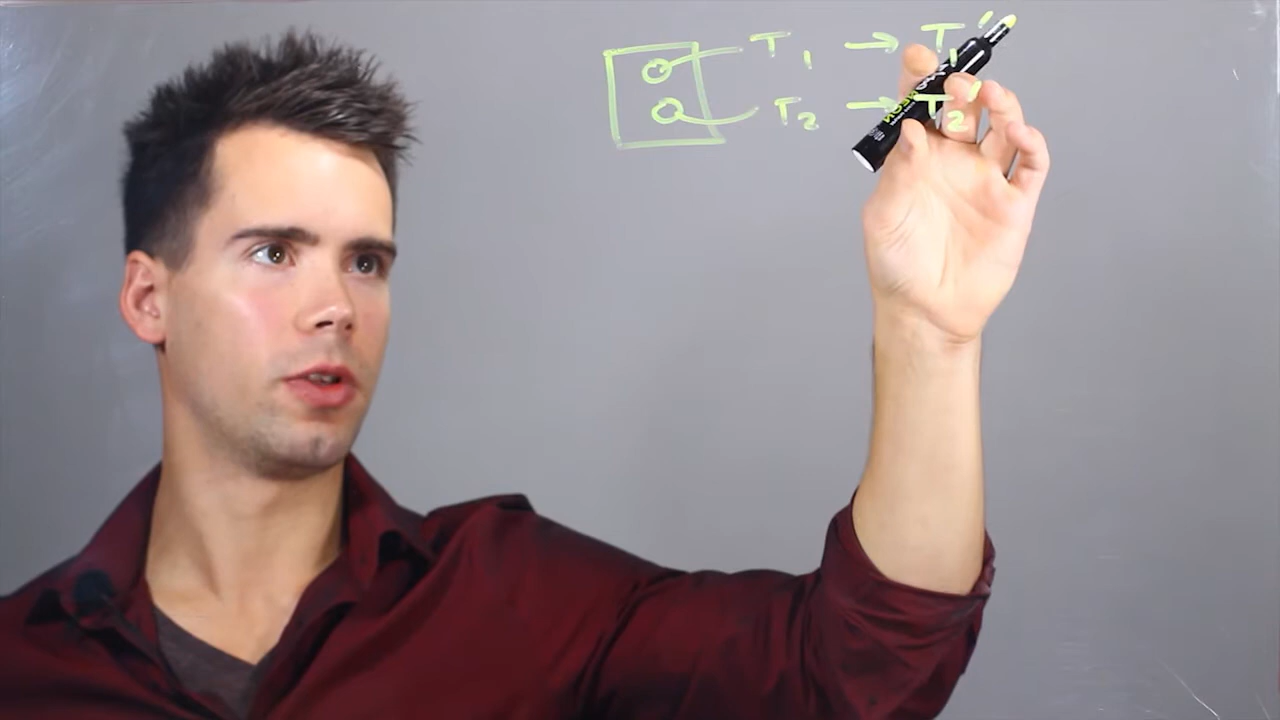 T₁ → T₁'
T₂ → T₂'